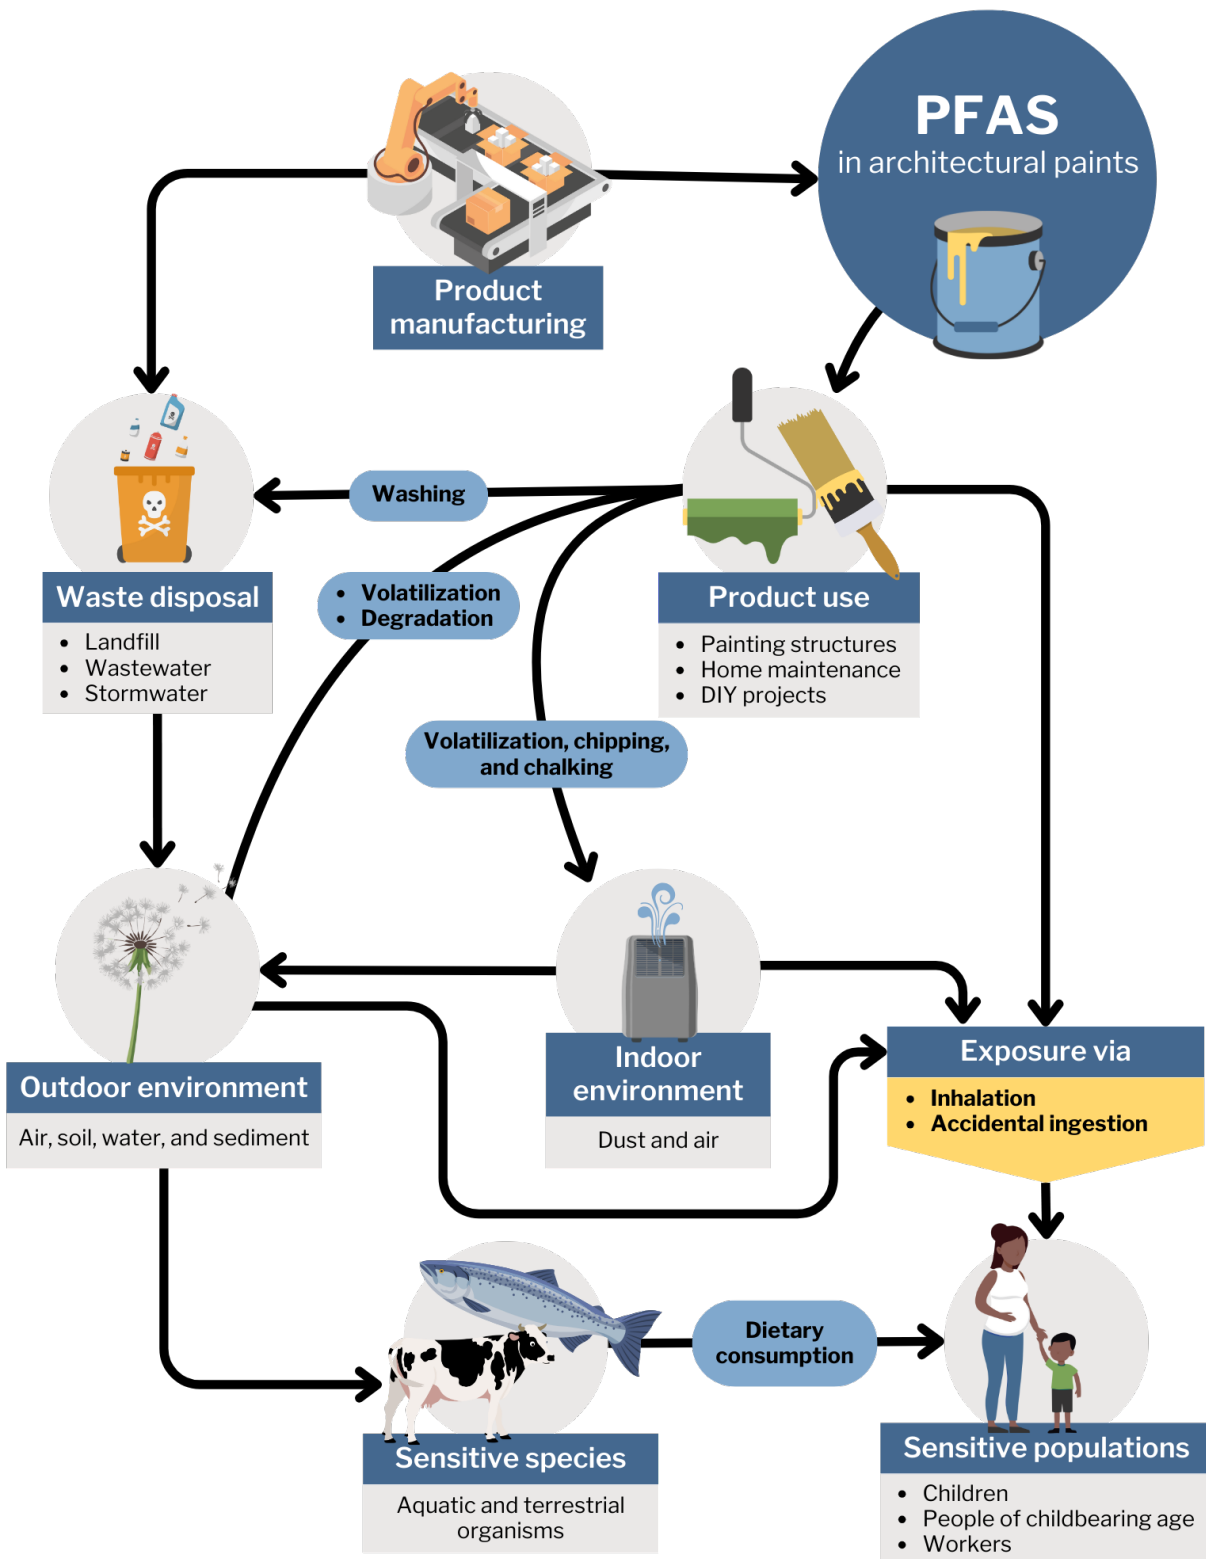 PFAS
in architectural paints
Product
manufacturing
Washing
Waste disposal
• Landfill
• Wastewater
• Stormwater
• Volatilization
• Degradation
Product use
• Painting structures
• Home maintenance
• DIY projects
Volatilization, chipping,
and chalking
Outdoor environment
Air, soil, water, and sediment
Indoor
environment
Dust and air
Exposure via
• Inhalation
• Accidental ingestion
Dietary
consumption
Sensitive species
Aquatic and terrestrial
organisms
Sensitive populations
• Children
• People of childbearing age
• Workers